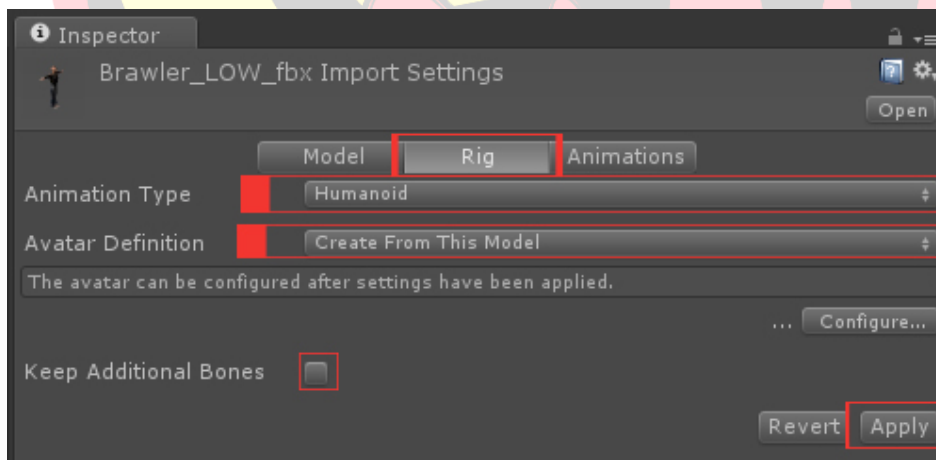 Inspector
Brawler_LOW_fbx Import Settings
Open
Model Rig Animations
Animation Type Humanoid
Avatar Definition Create From This Model
The avatar can be configured after settings have been applied.
... Configure...
Keep Additional Bones
Revert Apply